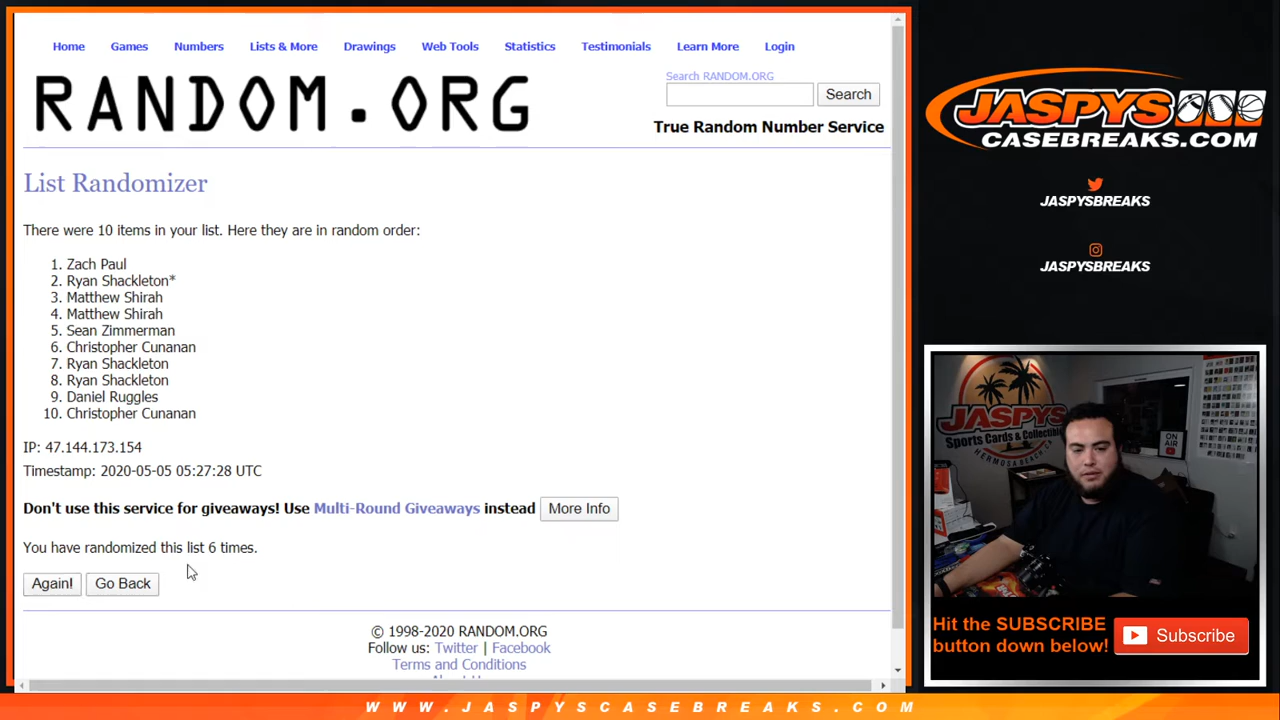 Home Games Numbers Lists & More Drawings Web Tools Statistics Testimonials Learn More Login
RANDOM.ORG
Search RANDOM.ORG
Search
True Random Number Service
List Randomizer
There were 10 items in your list. Here they are in random order:
1. Zach Paul
2. Ryan Shackleton*
3. Matthew Shirah
4. Matthew Shirah
5. Sean Zimmerman
6. Christopher Cunanan
7. Ryan Shackleton
8. Ryan Shackleton
9. Daniel Ruggles
10. Christopher Cunanan
IP: 47.144.173.154
Timestamp: 2020-05-05 05:27:28 UTC
Don't use this service for giveaways! Use Multi-Round Giveaways instead More Info
You have randomized this list 6 times.
Again! Go Back
© 1998-2020 RANDOM.ORG
Follow us: Twitter | Facebook
Terms and Conditions
JASPYS
CASEBREAKS.COM
JASPYSBREAKS
JASPYSBREAKS
JASPYS
Sports Cards & Collectibles
HERMOSA BEACH, CA
ON AIR
Hit the SUBSCRIBE
button down below!
Subscribe
WWW.JASPYSCASEBREAKS.COM